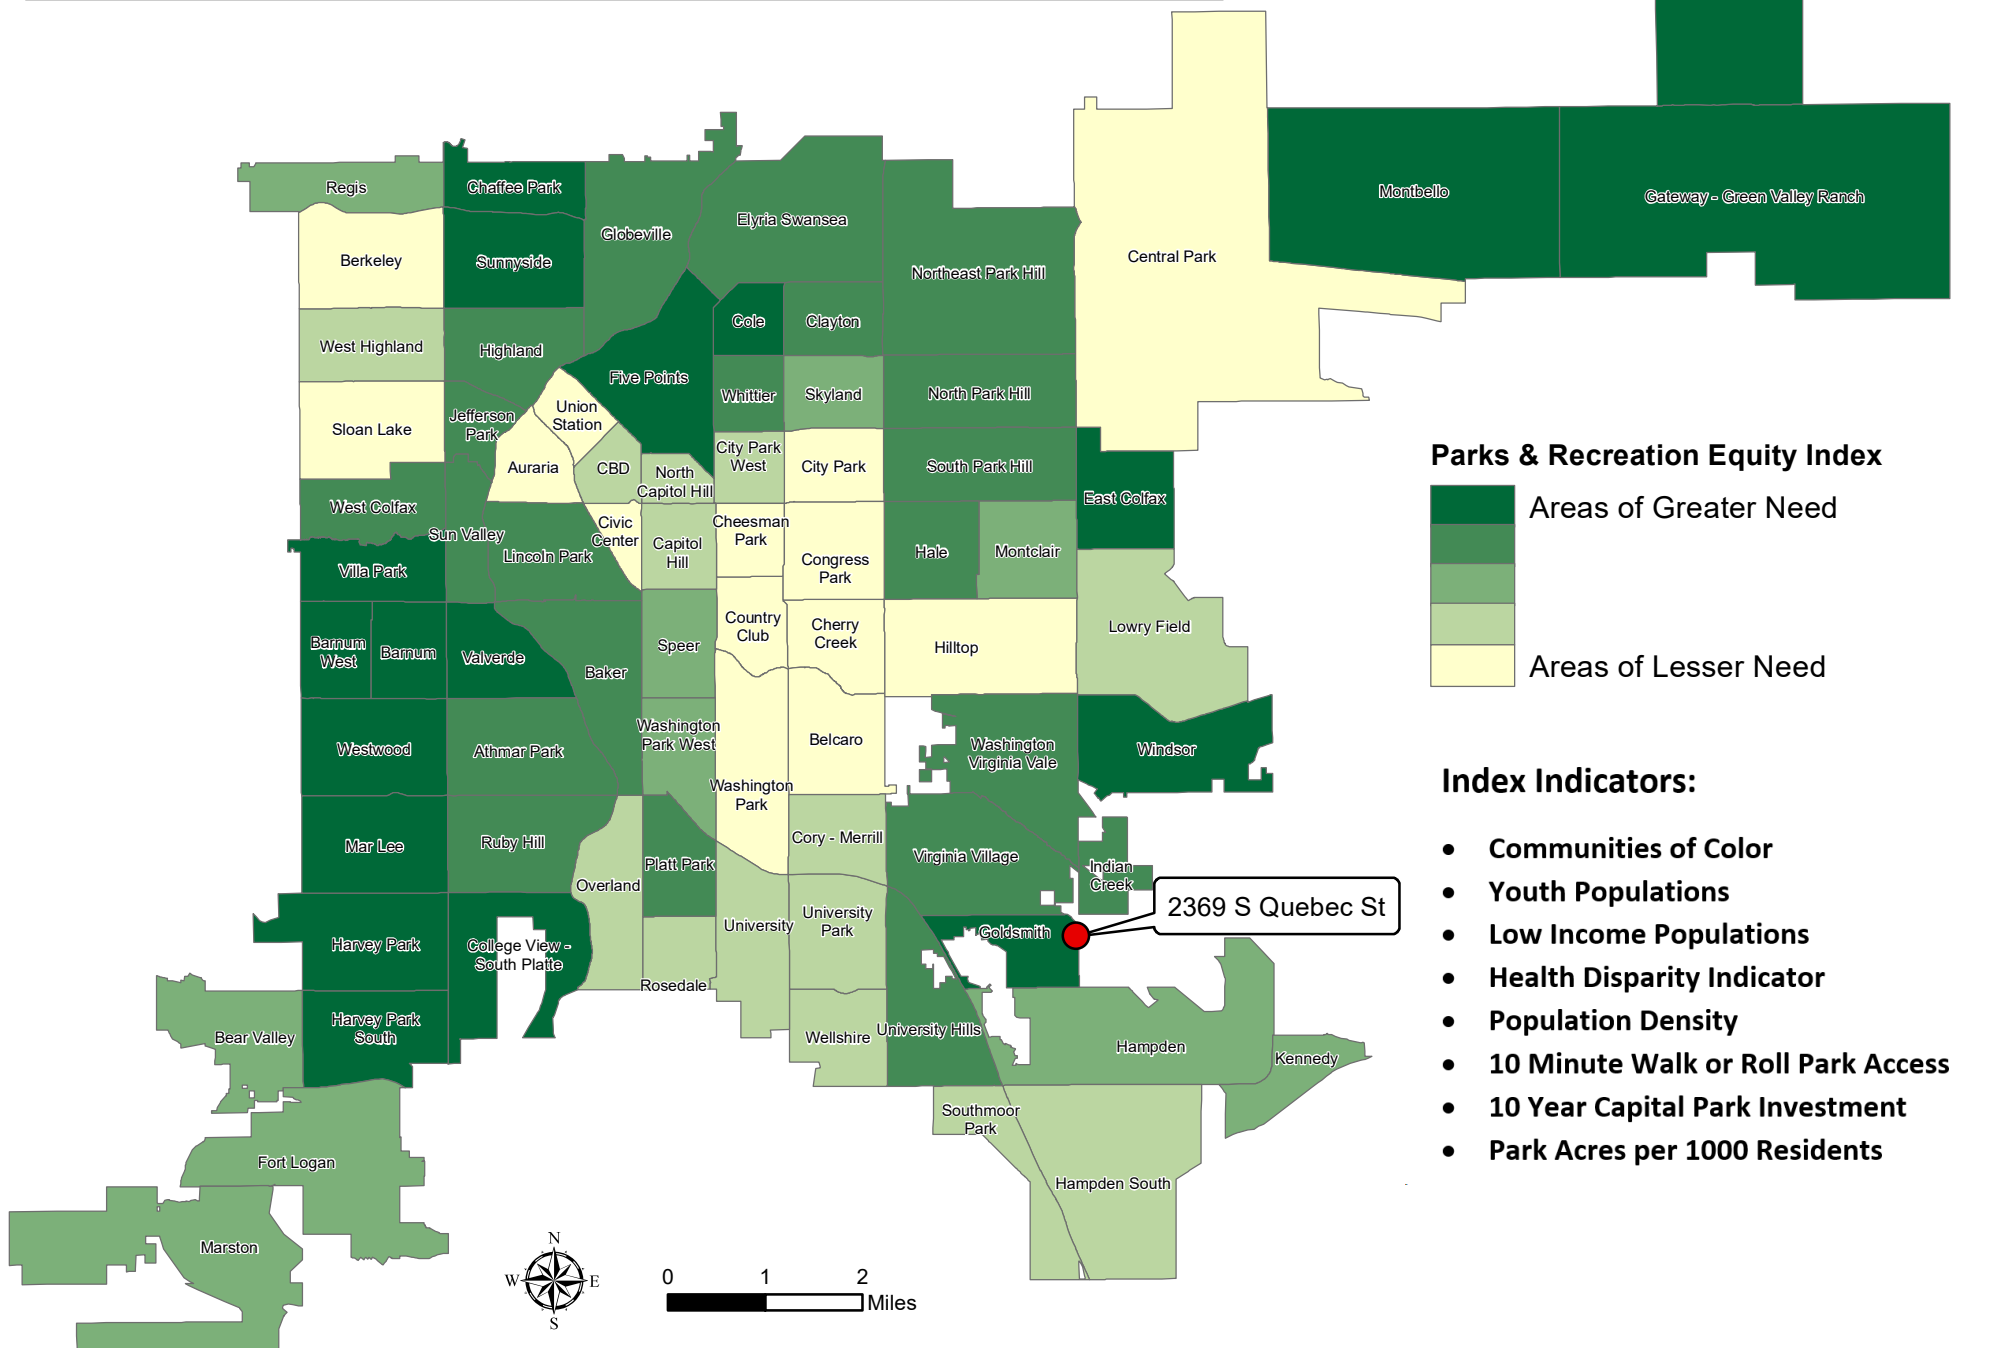 Regis
Chaffee Park
Globeville
Elyria Swansea
Montbello
Gateway - Green Valley Ranch
Berkeley
Sunnyside
Northeast Park Hill
Central Park
West Highland
Highland
Cole
Clayton
Five Points
Whittier
Skyland
North Park Hill
Sloan Lake
Jefferson
Park
Union
Station
Auraria
CBD
North
Capitol Hill
City Park
West
City Park
South Park Hill
East Colfax
West Colfax
Sun Valley
Lincoln Park
Civic
Center
Capitol
Hill
Cheesman
Park
Congress
Park
Hale
Montclair
Villa Park
Barnum
West
Barnum
Valverde
Baker
Speer
Country
Club
Cherry
Creek
Hilltop
Lowry Field
Westwood
Athmar Park
Washington
Park West
Washington
Park
Belcaro
Washington
Virginia Vale
Windsor
Mar Lee
Ruby Hill
Overland
Platt Park
Cory - Merrill
Virginia Village
Indian
Creek
Harvey Park
College View -
South Platte
University
University
Park
Goldsmith
2369 S Quebec St
Rosedale
Bear Valley
Harvey Park
South
Wellshire
University Hills
Hampden
Kennedy
Southmoor
Park
Hampden South
Fort Logan
Marston
Parks & Recreation Equity Index
Areas of Greater Need
Areas of Lesser Need
Index Indicators:
• Communities of Color
• Youth Populations
• Low Income Populations
• Health Disparity Indicator
• Population Density
• 10 Minute Walk or Roll Park Access
• 10 Year Capital Park Investment
• Park Acres per 1000 Residents
N
W E
S
0 1 2
Miles